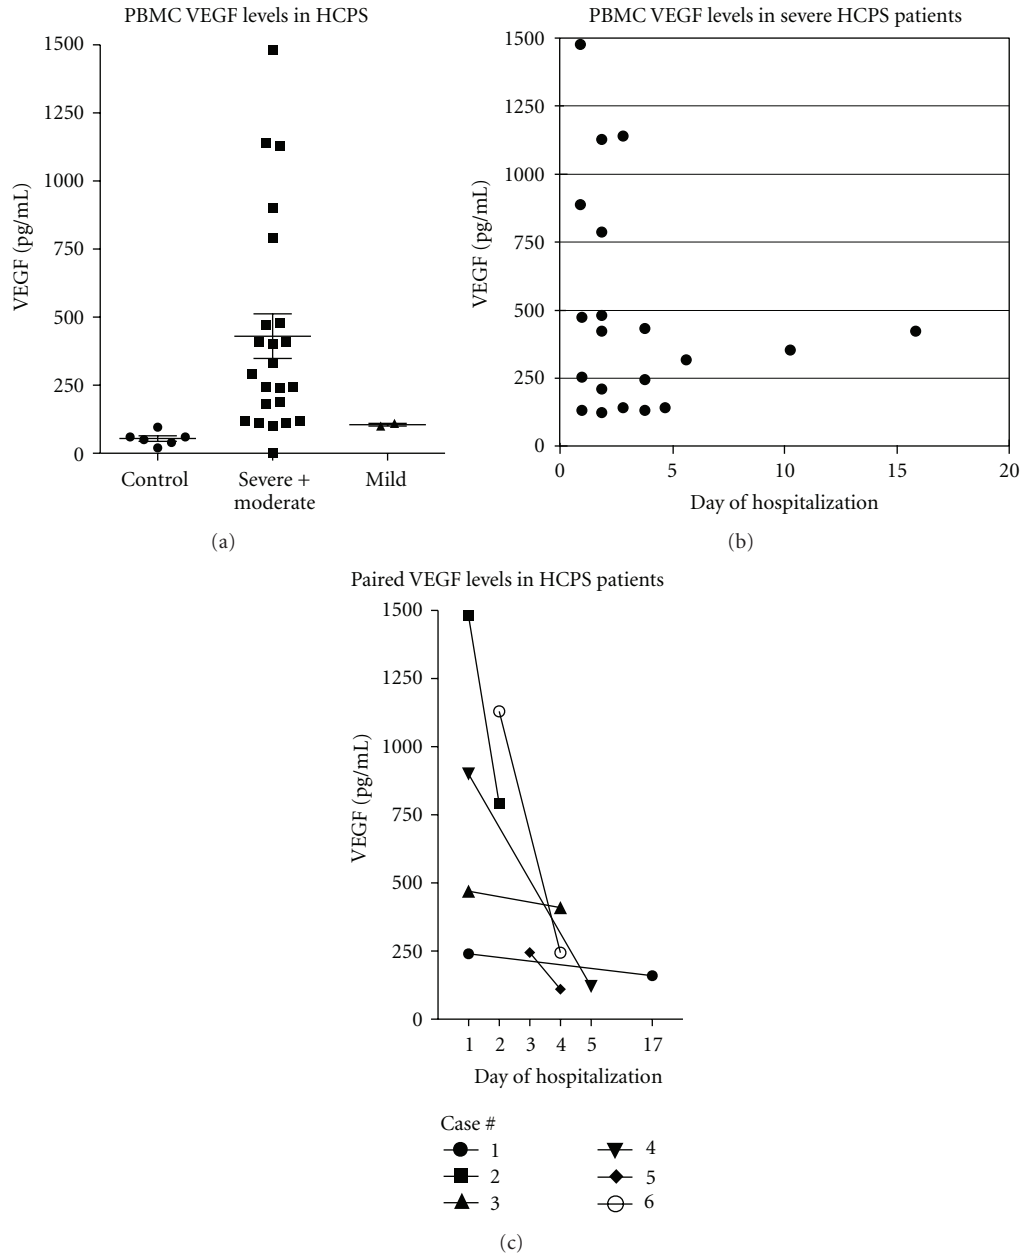 PBMC VEGF levels in HCPS
1500
1250
1000
750
500
250
0
VEGF (pg/mL)
Control
Severe +
moderate
Mild
(a)
PBMC VEGF levels in severe HCPS patients
1500
1250
1000
750
500
250
0
VEGF (pg/mL)
0 5 10 15 20
Day of hospitalization
(b)
Paired VEGF levels in HCPS patients
1500
1250
1000
750
500
250
0
VEGF (pg/mL)
1 2 3 4 5 17
Day of hospitalization
Case #
1
2
3
4
5
6
(c)